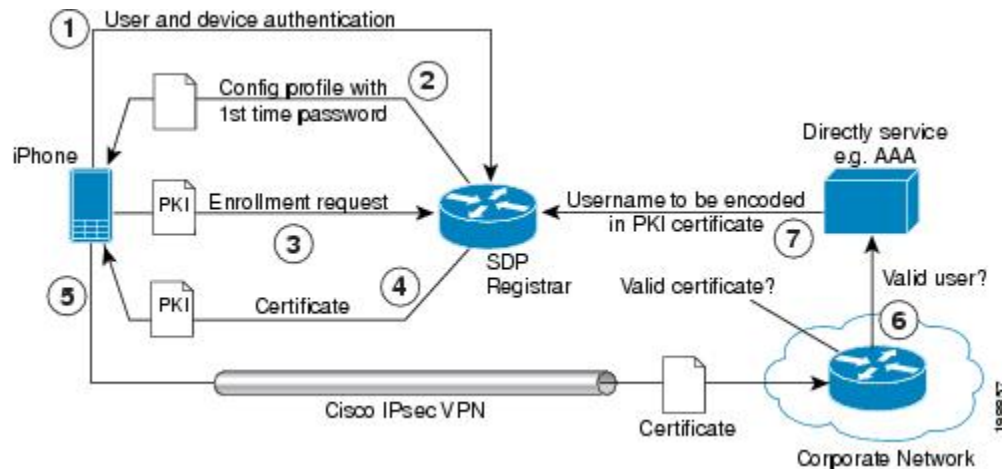 1
User and device authentication
2
Config profile with
1st time password
iPhone
PKI
Enrollment request
3
SDP
Registrar
Directly service
e.g. AAA
Username to be encoded
in PKI certificate
7
PKI
Certificate
4
5
Valid certificate?
Valid user?
6
Cisco IPsec VPN
Certificate
Corporate Network